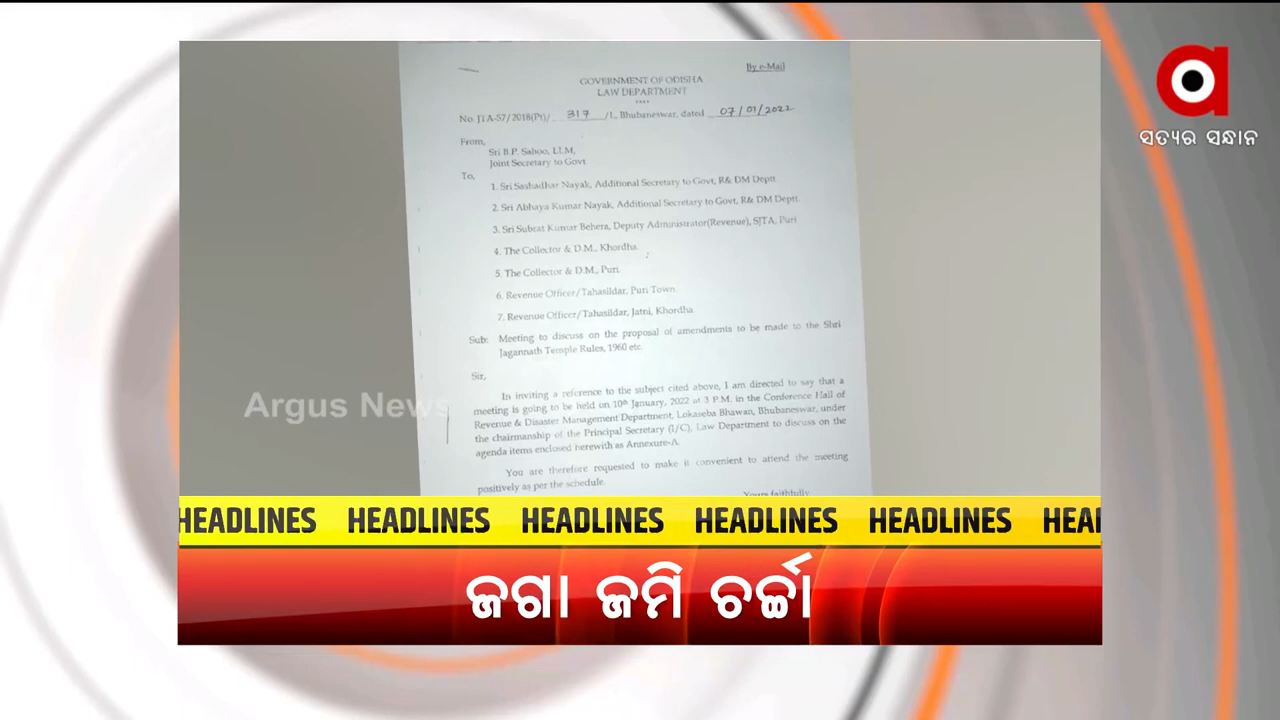 By e-Mail
GOVERNMENT OF ODISHA
LAW DEPARTMENT
****
No. JTA-57/2018(Pt)/ 317 /L, Bhubaneswar, dated 07/01/2022
From,
Sri B.P. Sahoo, LLM,
Joint Secretary to Govt
To,
1. Sri Sashadhar Nayak, Additional Secretary to Govt, R& DM Deptt.
2. Sri Abhaya Kumar Nayak, Additional Secretary to Govt, R& DM Deptt.
3. Sri Subrat Kumar Behera, Deputy Administrator(Revenue), SJTA, Puri
4. The Collector & D.M., Khordha.
5. The Collector & D.M., Puri.
6. Revenue Officer/Tahasildar, Puri Town.
7. Revenue Officer/Tahasildar, Jatni, Khordha
Sub: Meeting to discuss on the proposal of amendments to be made to the Shri
Jagannath Temple Rules, 1960 etc.
Sir,
In inviting a reference to the subject cited above, I am directed to say that a
meeting is going to be held on 10th January, 2022 at 3 P.M. in the Conference Hall of
Revenue & Disaster Management Department, Lokaseba Bhawan, Bhubaneswar, under
the chairmanship of the Principal Secretary (I/C), Law Department to discuss on the
agenda items enclosed herewith as Annexure-A.
You are therefore requested to make it convenient to attend the meeting
positively as per the schedule.
Yours faithfully
Argus News
ସତ୍ୟର ସନ୍ଧାନ
HEADLINES HEADLINES HEADLINES HEADLINES HEADLINES HEA
ଜଗା ଜମି ଚର୍ଚ୍ଚା